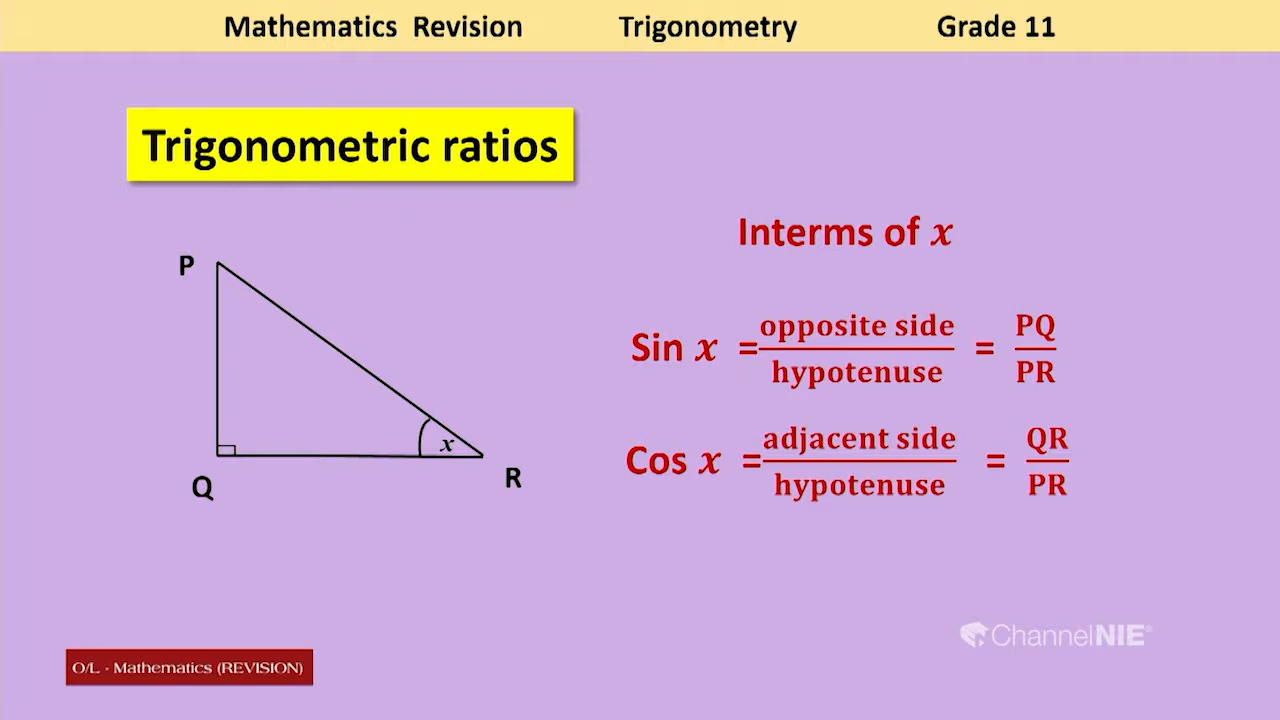 Mathematics Revision Trigonometry Grade 11
Trigonometric ratios
Interms of x
P
Q
R
x
Sin x = opposite side / hypotenuse = PQ / PR
Cos x = adjacent side / hypotenuse = QR / PR
ChannelNIE
O/L - Mathematics (REVISION)